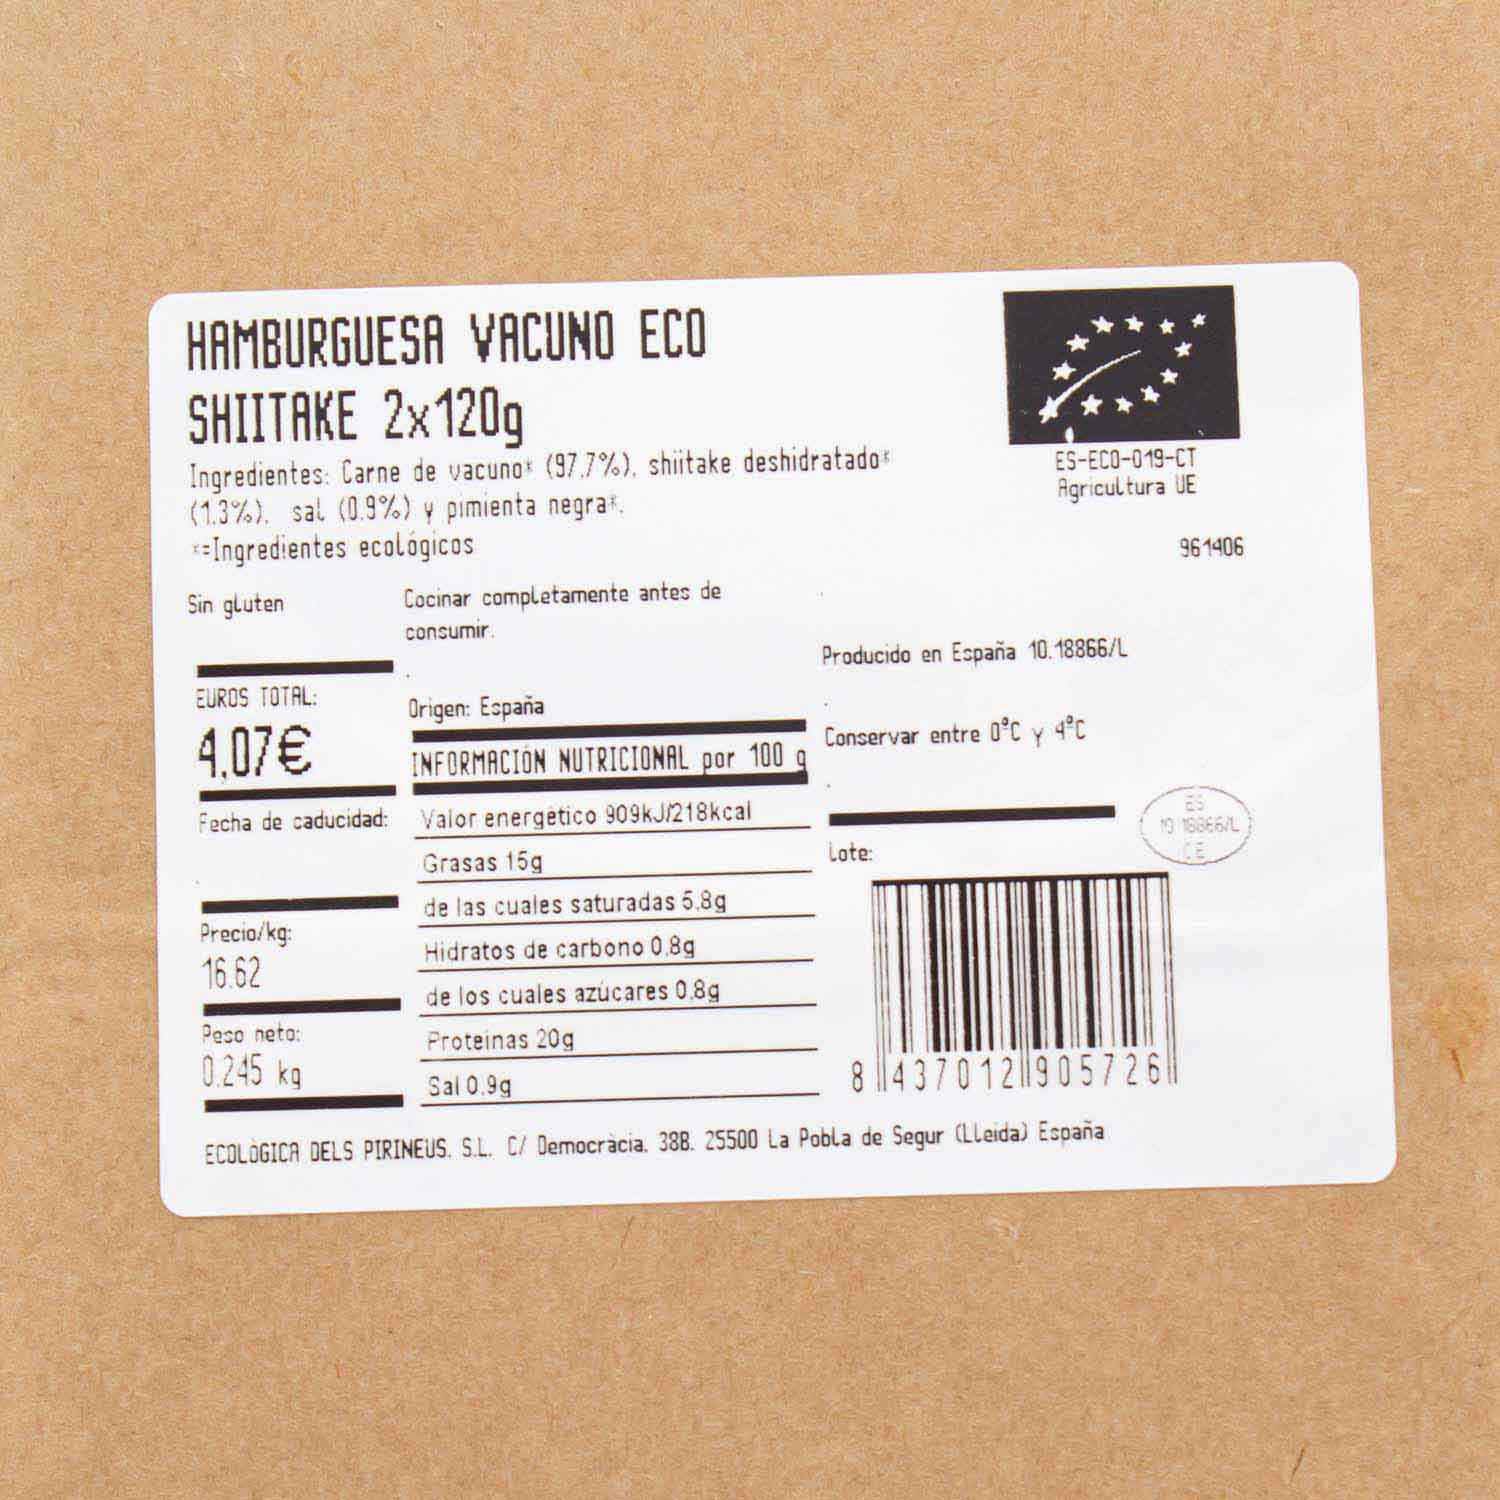 HAMBURGUESA VACUNO ECO
SHIITAKE 2x120g
Ingredientes: Carne de vacuno* (97.7%), shiitake deshidratado*
(1.3%), sal (0.9%) y pimienta negra*.
*=Ingredientes ecológicos
ES-ECO-019-CT
Agricultura UE
961406
Sin gluten
Cocinar completamente antes de
consumir.
Producido en España 10.18866/L
EUROS TOTAL:
4,07€
Origen: España
Conservar entre 0ºC y 4ºC
INFORMACIÓN NUTRICIONAL por 100 g
Fecha de caducidad:
Valor energético 909kJ/218kcal
Grasas 15g
de las cuales saturadas 5,8g
Hidratos de carbono 0,8g
de los cuales azúcares 0,8g
Proteinas 20g
Sal 0,9g
Precio/kg:
16.62
Peso neto:
0.245 kg
ES
10.18866/L
CE
Lote:
8 437012 905726
ECOLÒGICA DELS PIRINEUS, S.L. C/ Democràcia, 38B. 25500 La Pobla de Segur (Lleida) España